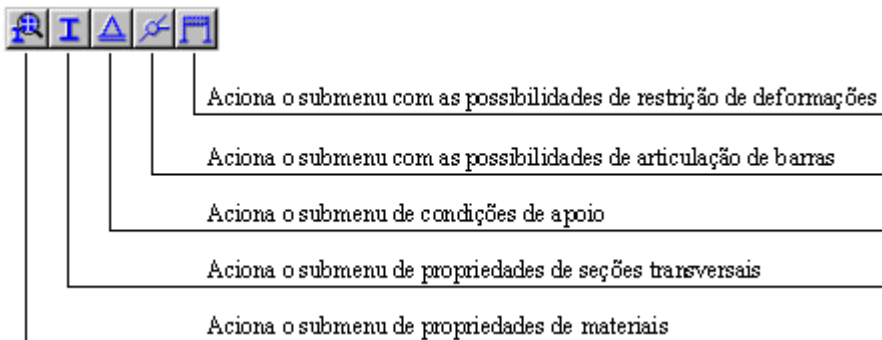 Aciona o submenu com as possibilidades de restrição de deformações
Aciona o submenu com as possibilidades de articulação de barras
Aciona o submenu de condições de apoio
Aciona o submenu de propriedades de seções transversais
Aciona o submenu de propriedades de materiais